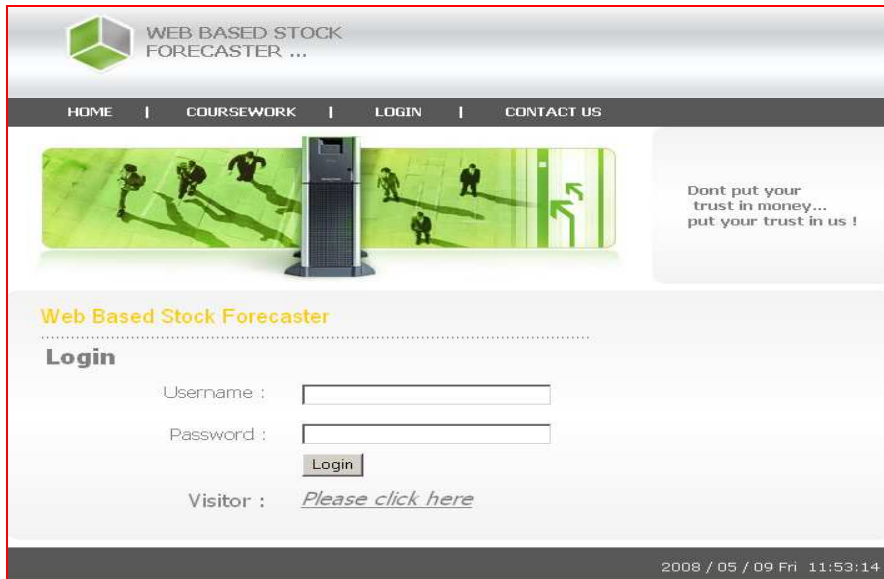 WEB BASED STOCK
FORECASTER ...
HOME | COURSEWORK | LOGIN | CONTACT US
Dont put your
trust in money...
put your trust in us !
Web Based Stock Forecaster
Login
Username :
Password :
Login
Visitor : Please click here
2008 / 05 / 09 Fri 11:53:14